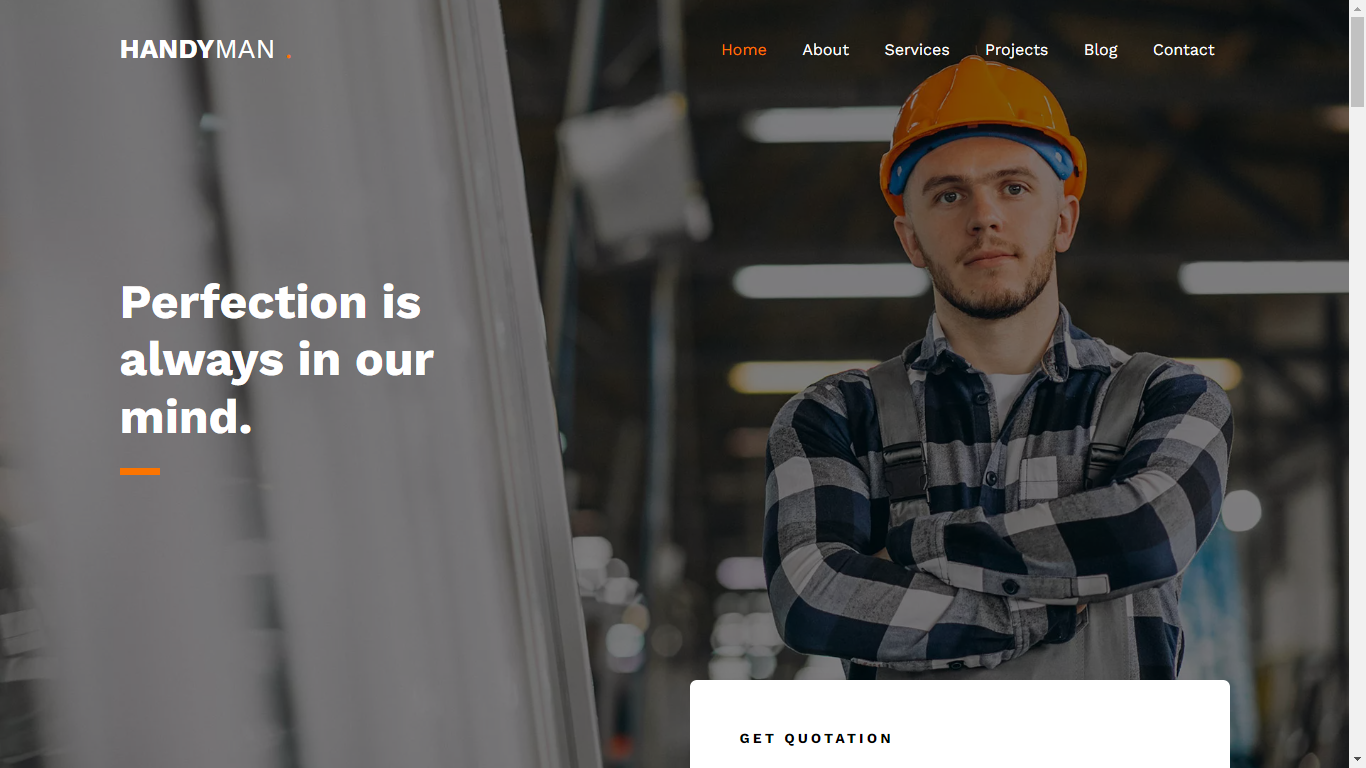 HANDYMAN .
Home About Services Projects Blog Contact
Perfection is
always in our
mind.
GET QUOTATION